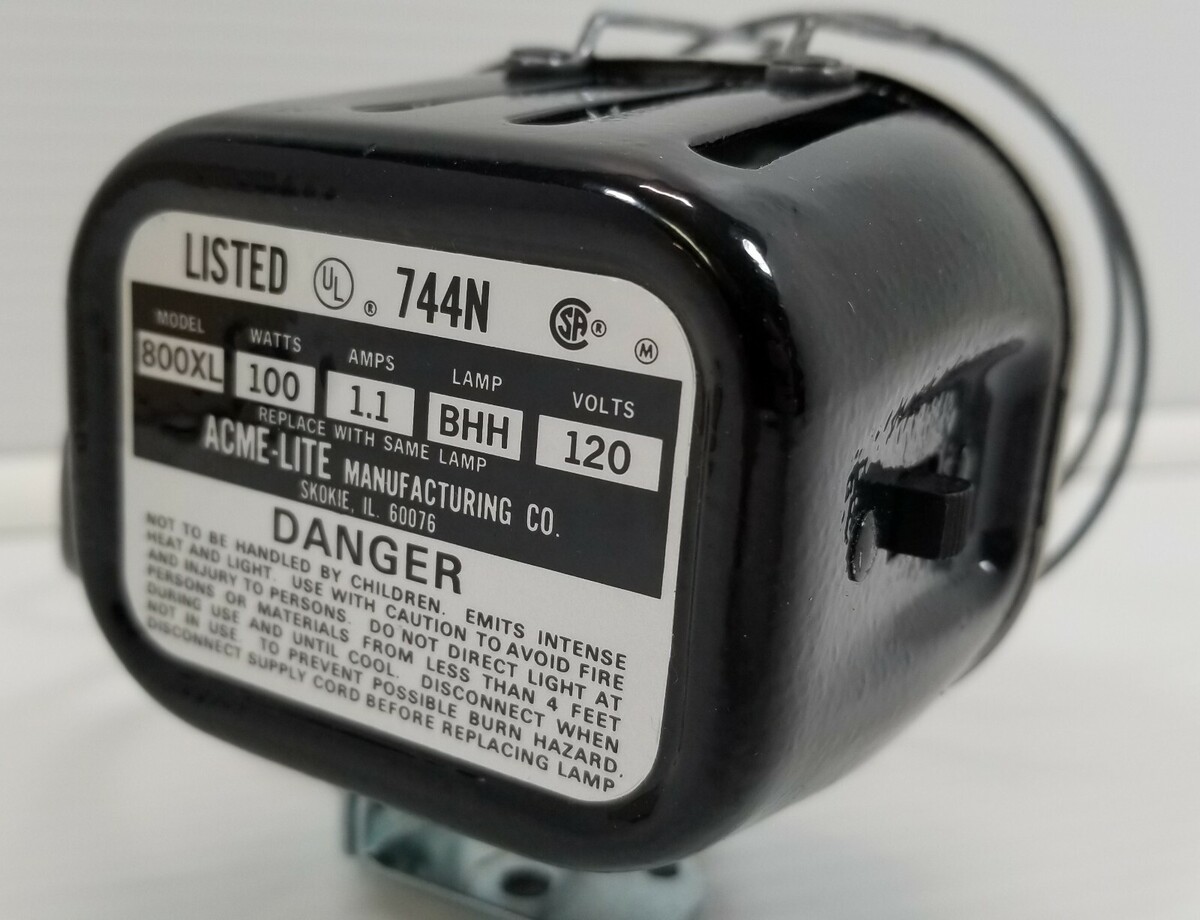 LISTED UL ® 744N SA ® M
MODEL WATTS AMPS LAMP VOLTS
800XL 100 1.1 BHH 120
REPLACE WITH SAME LAMP
ACME-LITE MANUFACTURING CO.
SKOKIE, IL. 60076
DANGER
NOT TO BE HANDLED BY CHILDREN. EMITS INTENSE
HEAT AND LIGHT. USE WITH CAUTION TO AVOID FIRE
AND INJURY TO PERSONS. DO NOT DIRECT LIGHT AT
PERSONS OR MATERIALS FROM LESS THAN 4 FEET
DURING USE AND UNTIL COOL. DISCONNECT WHEN
NOT IN USE. TO PREVENT POSSIBLE BURN HAZARD,
DISCONNECT SUPPLY CORD BEFORE REPLACING LAMP